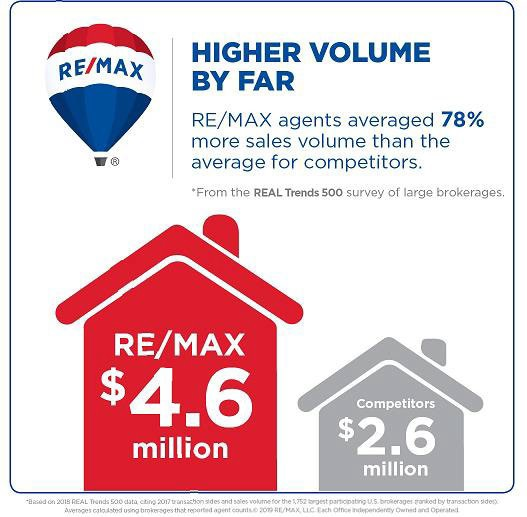 RE/MAX
®
HIGHER VOLUME
BY FAR
RE/MAX agents averaged 78%
more sales volume than the
average for competitors.
*From the REAL Trends 500 survey of large brokerages.
RE/MAX
$4.6
million
Competitors
$2.6
million
*Based on 2018 REAL Trends 500 data, citing 2017 transaction sides and sales volume for the 1,752 largest participating U.S. brokerages (ranked by transaction sides).
Averages calculated using brokerages that reported agent counts.© 2019 RE/MAX, LLC. Each Office Independently Owned and Operated.